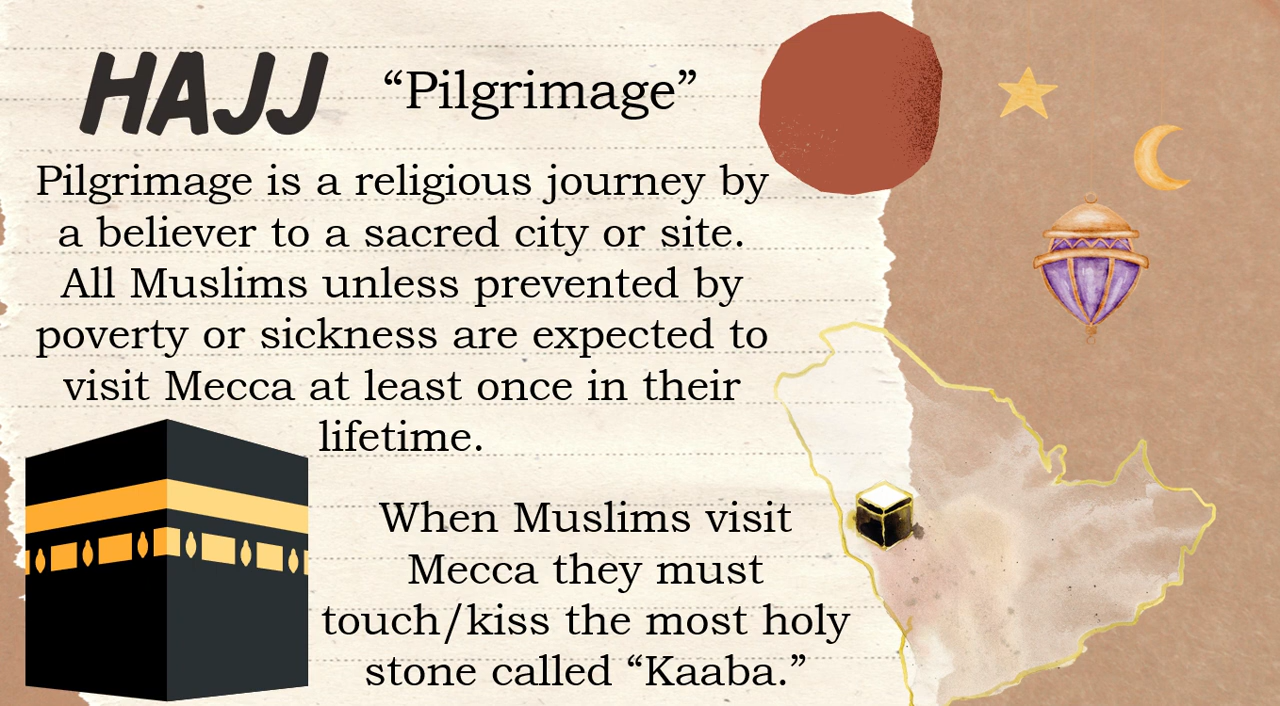 HAJJ “Pilgrimage”
Pilgrimage is a religious journey by
a believer to a sacred city or site.
All Muslims unless prevented by
poverty or sickness are expected to
visit Mecca at least once in their
lifetime.
When Muslims visit
Mecca they must
touch/kiss the most holy
stone called “Kaaba.”